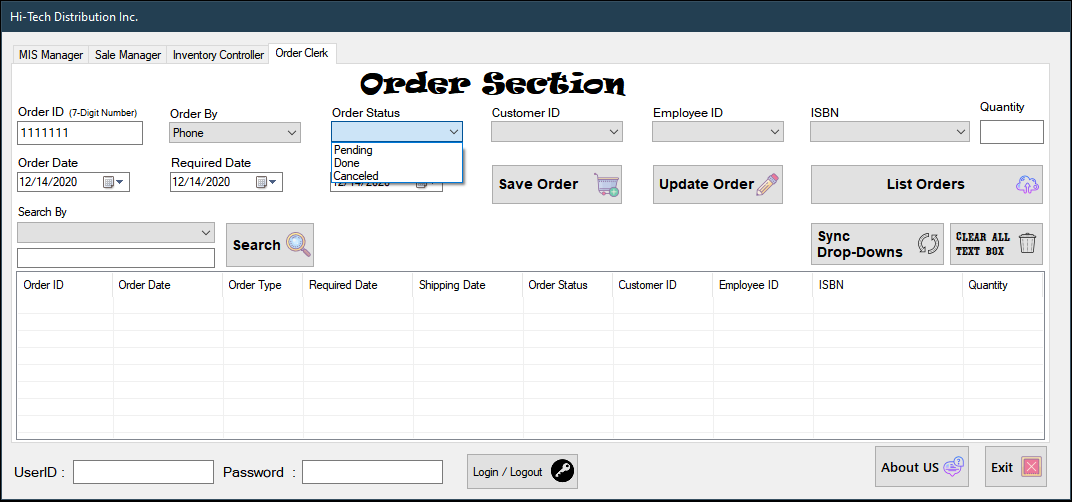 Hi-Tech Distribution Inc.
MIS Manager Sale Manager Inventory Controller Order Clerk
Order Section
Order ID (7-Digit Number) Order By Order Status Customer ID Employee ID ISBN Quantity
1111111 Phone
Pending
Done
Canceled
Order Date Required Date
12/14/2020 12/14/2020 12/14/2020
Save Order Update Order List Orders
Search By
Search
Sync
Drop-Downs
CLEAR ALL
TEXT BOX
Order ID Order Date Order Type Required Date Shipping Date Order Status Customer ID Employee ID ISBN Quantity
UserID : Password : Login / Logout About US Exit